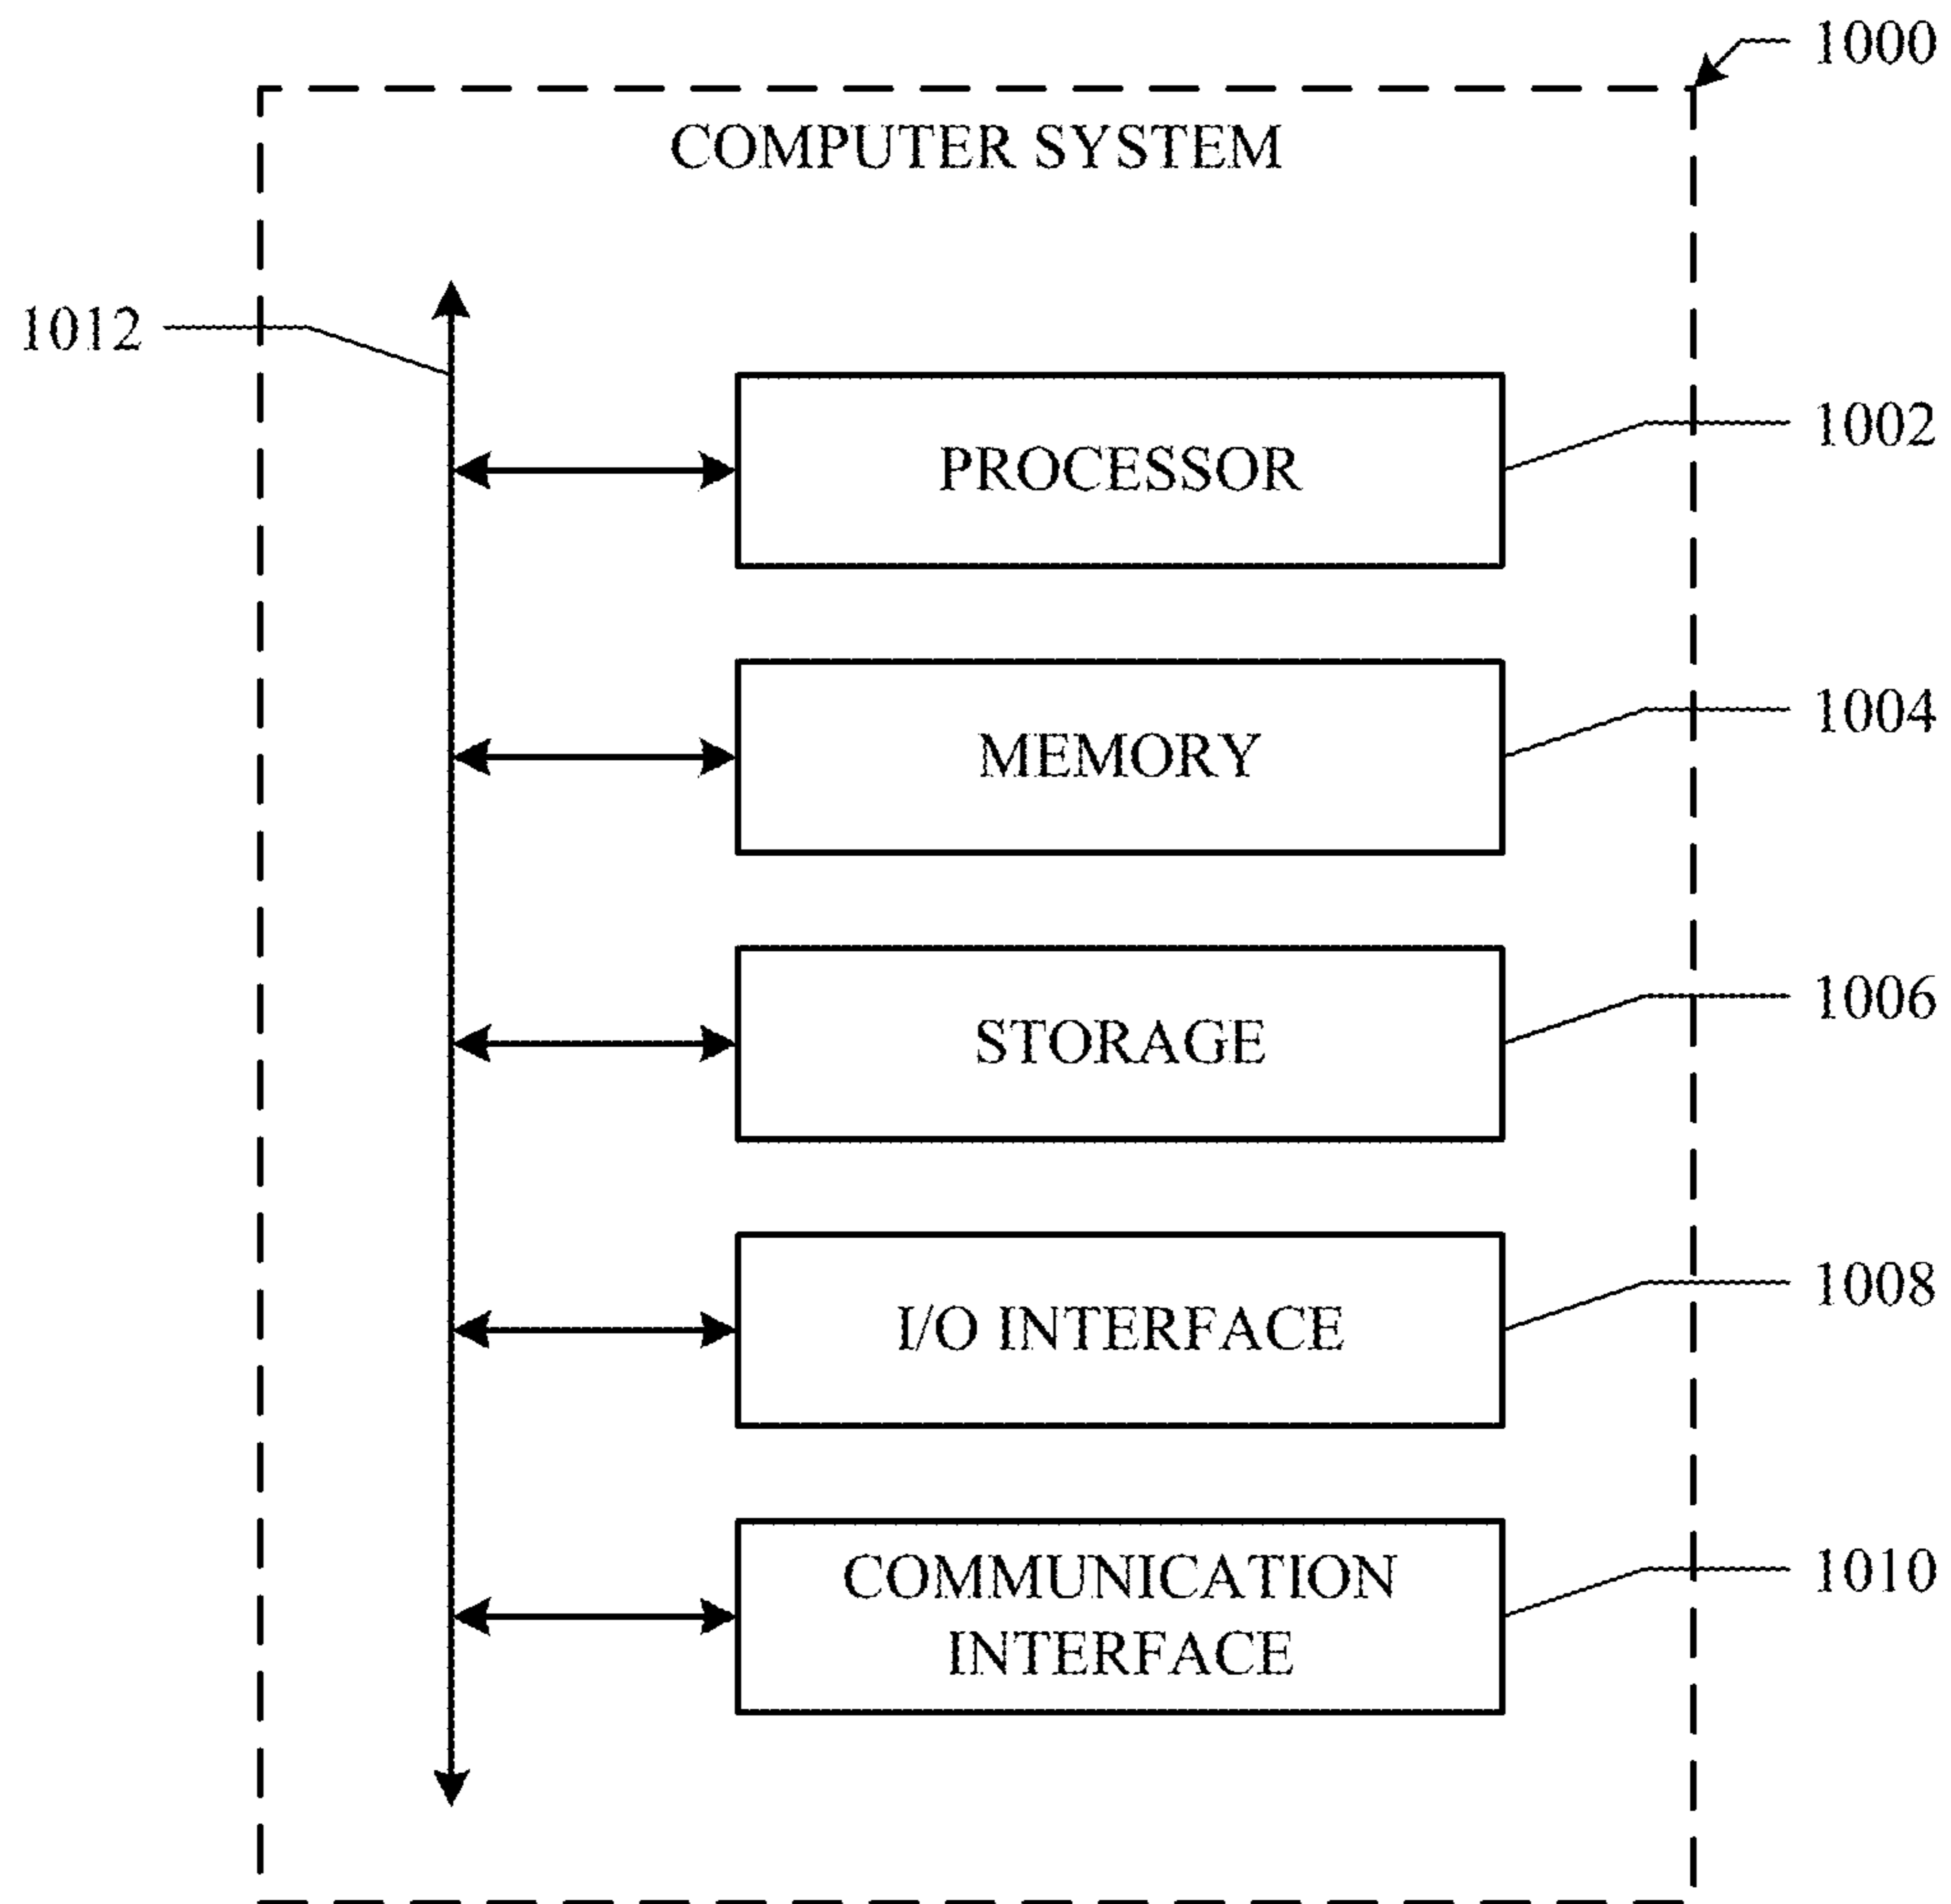 1000
COMPUTER SYSTEM
1012
PROCESSOR
1002
MEMORY
1004
STORAGE
1006
I/O INTERFACE
1008
COMMUNICATION
INTERFACE
1010